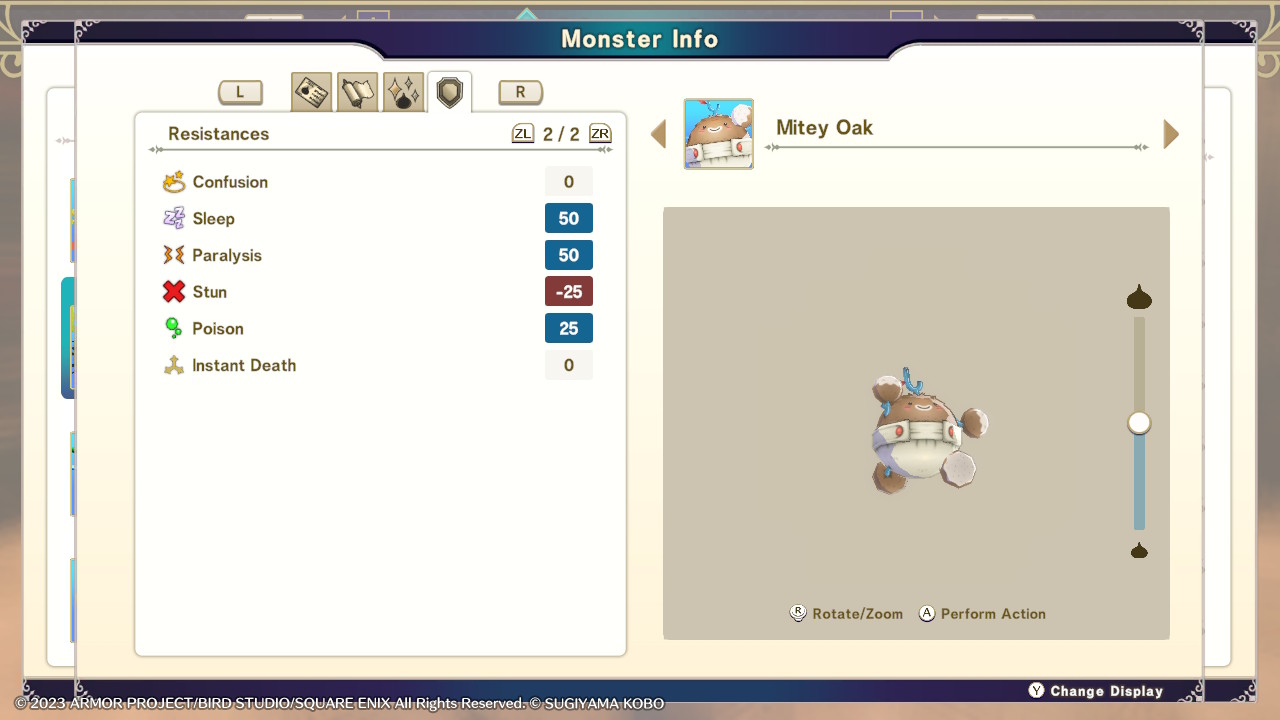 Monster Info
L
R
Resistances
ZL 2 / 2 ZR
Confusion 0
Sleep 50
Paralysis 50
Stun -25
Poison 25
Instant Death 0
Mitey Oak
R Rotate/Zoom A Perform Action
Y Change Display
© 2023 ARMOR PROJECT/BIRD STUDIO/SQUARE ENIX All Rights Reserved. © SUGIYAMA KOBO